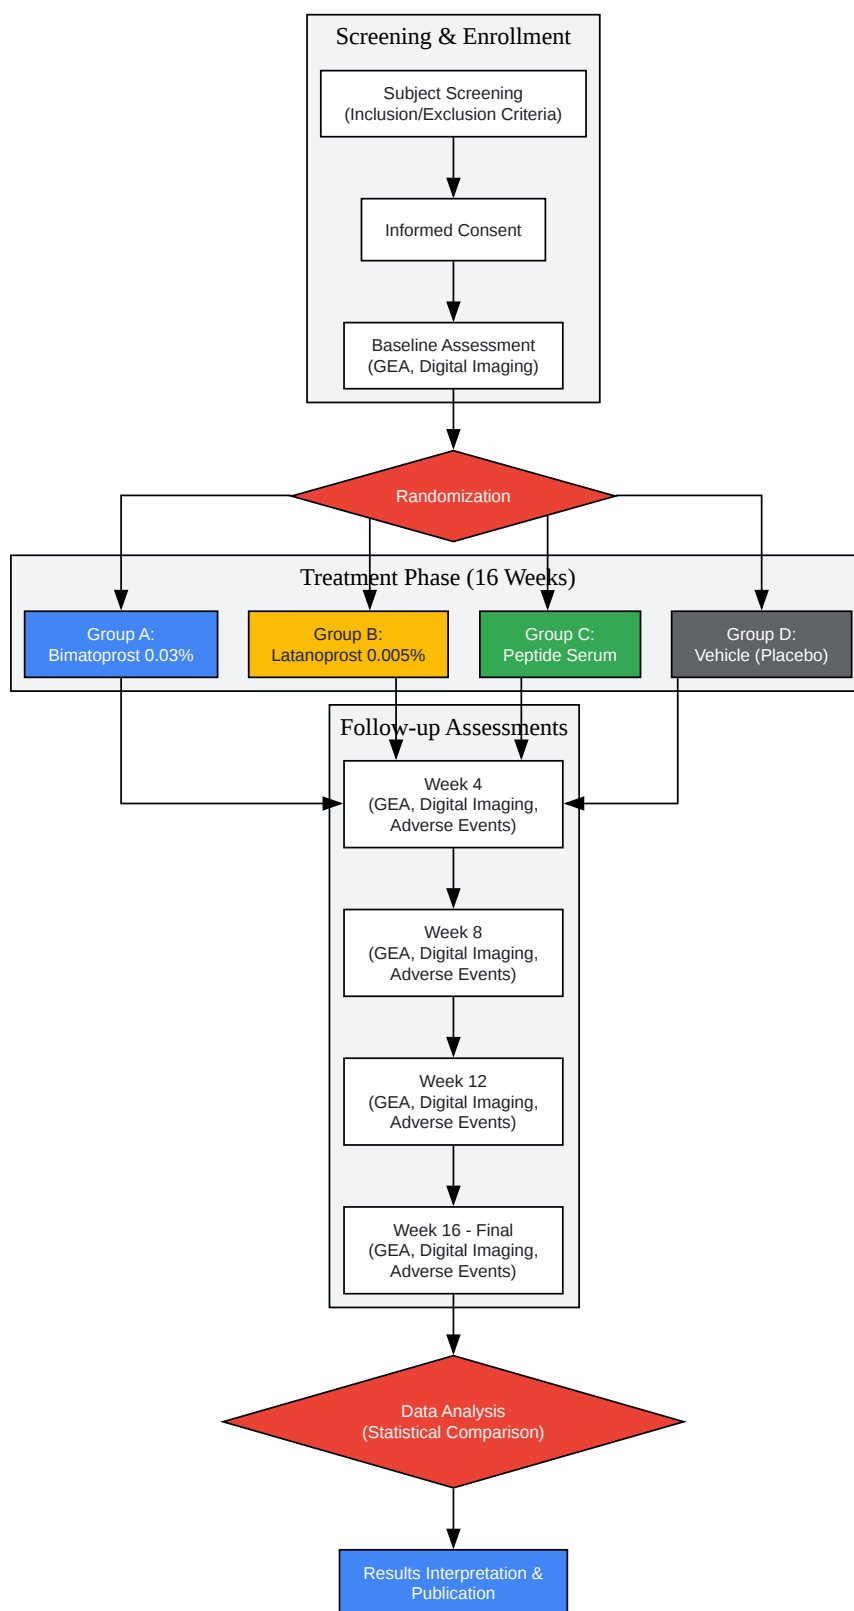 Screening & Enrollment
Subject Screening
(Inclusion/Exclusion Criteria)
Informed Consent
Baseline Assessment
(GEA, Digital Imaging)
Randomization
Treatment Phase (16 Weeks)
Group A:
Bimatoprost 0.03%
Group B:
Latanoprost 0.005%
Group C:
Peptide Serum
Group D:
Vehicle (Placebo)
Follow-up Assessments
Week 4
(GEA, Digital Imaging,
Adverse Events)
Week 8
(GEA, Digital Imaging,
Adverse Events)
Week 12
(GEA, Digital Imaging,
Adverse Events)
Week 16 - Final
(GEA, Digital Imaging,
Adverse Events)
Data Analysis
(Statistical Comparison)
Results Interpretation &
Publication